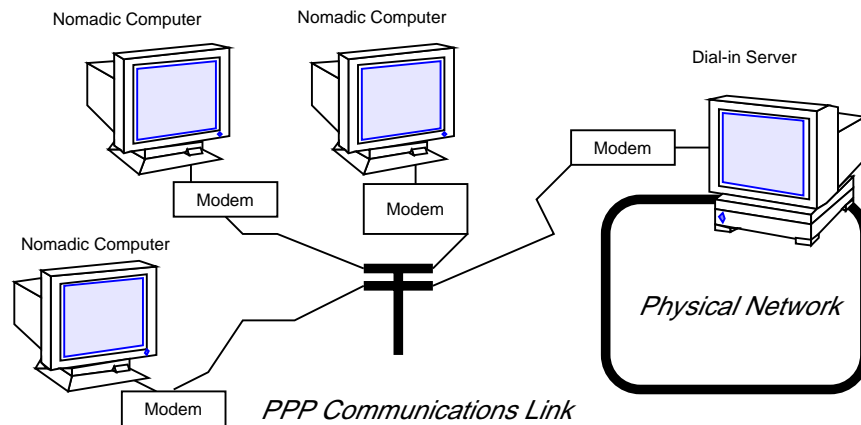 Nomadic Computer
Nomadic Computer
Dial-in Server
Modem
Modem
Modem
Nomadic Computer
Physical Network
Modem
PPP Communications Link